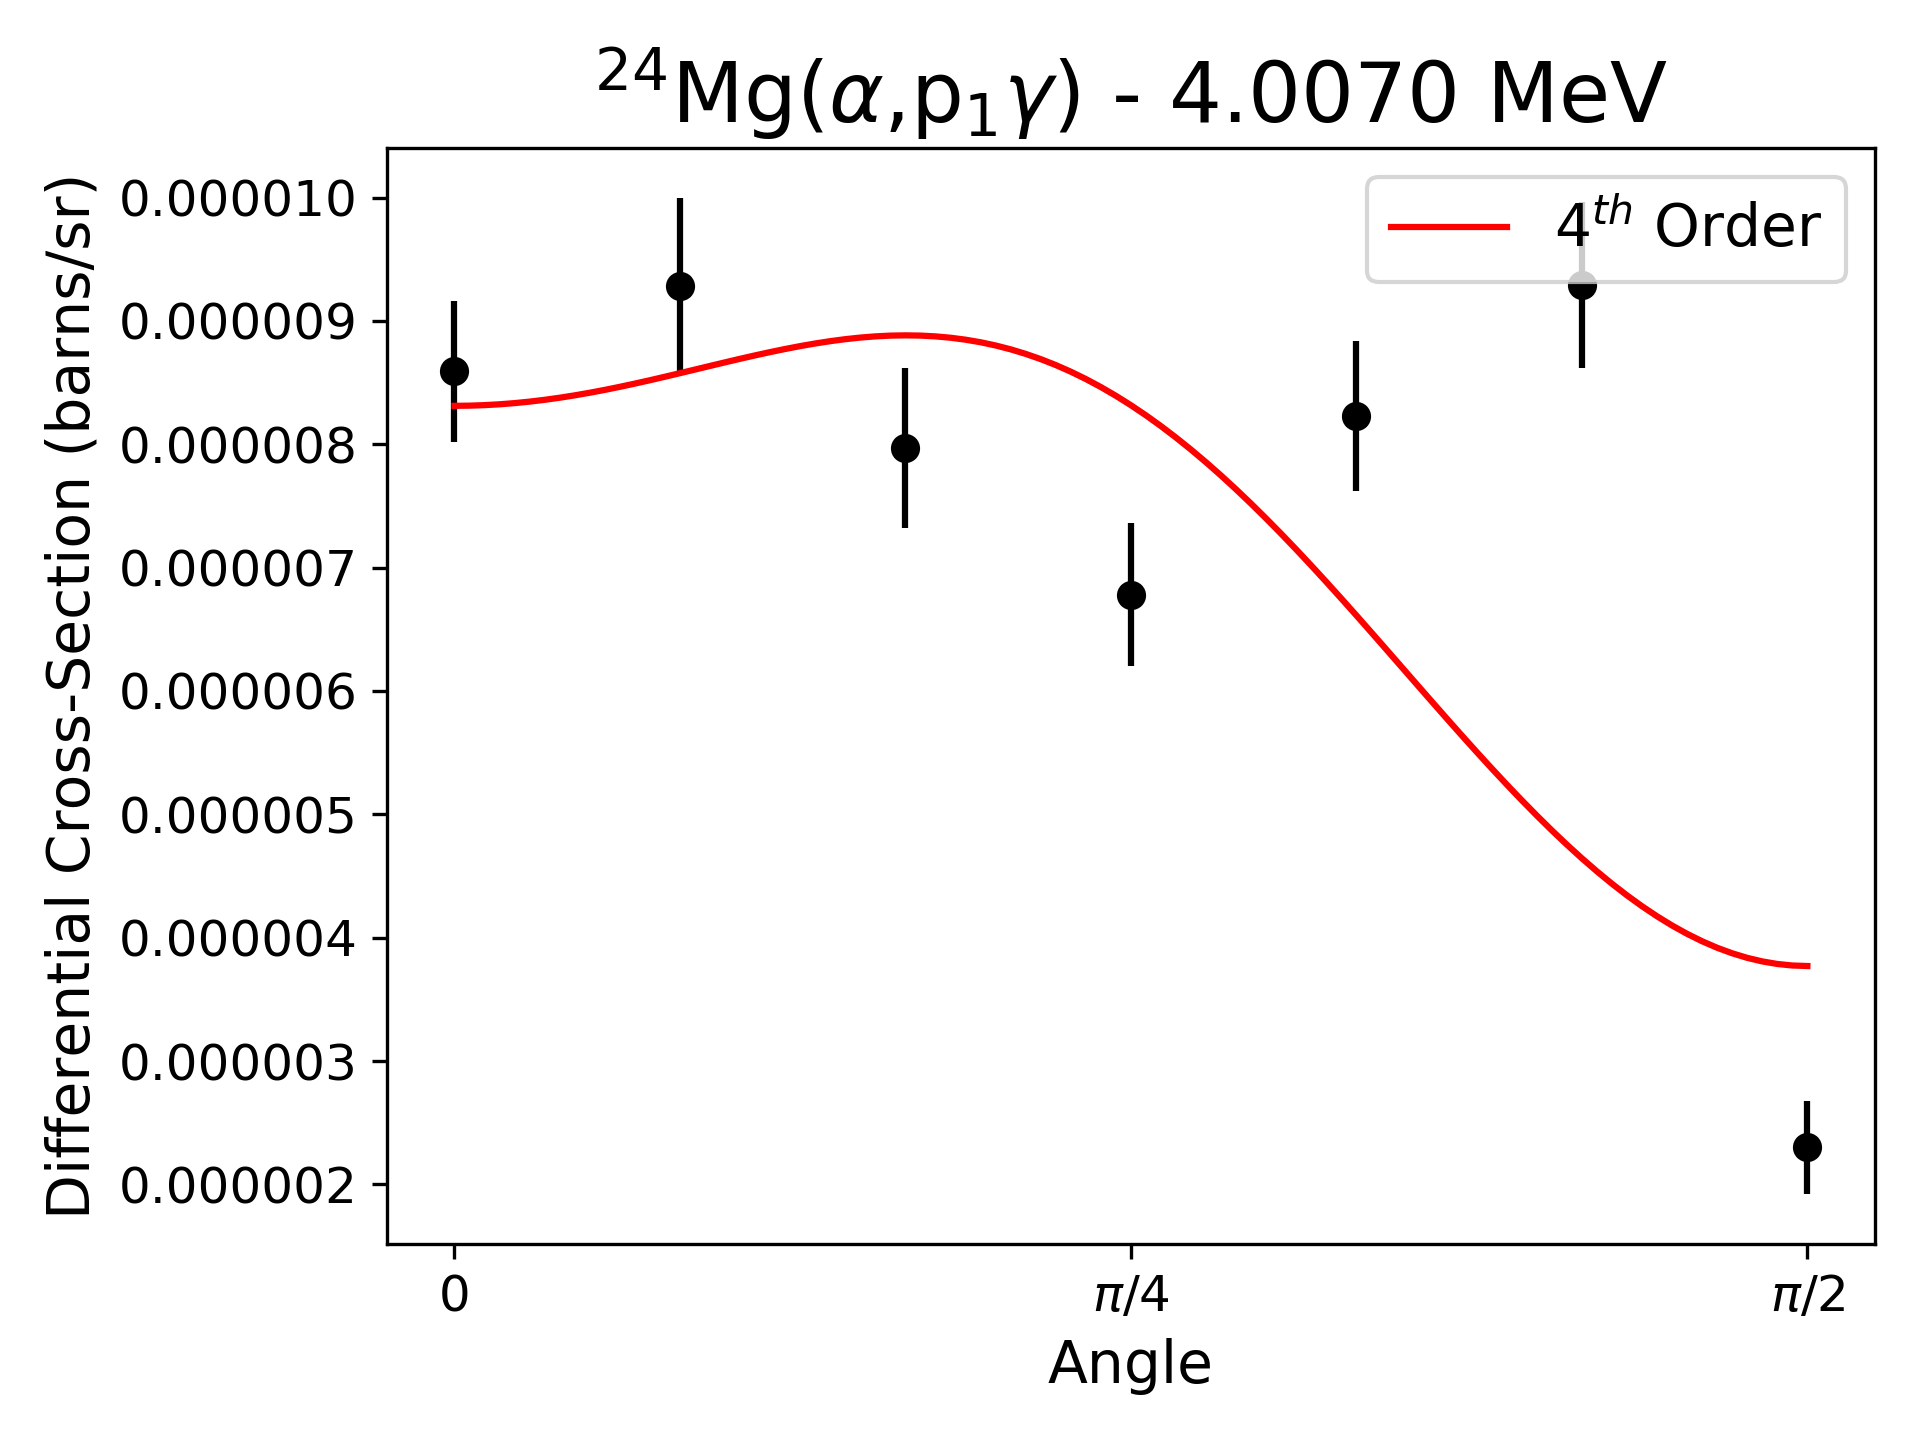 ²⁴Mg(α,p₁γ) - 4.0070 MeV
4ᵗʰ Order
Differential Cross-Section (barns/sr)
0.000010
0.000009
0.000008
0.000007
0.000006
0.000005
0.000004
0.000003
0.000002
0 π/4 π/2
Angle